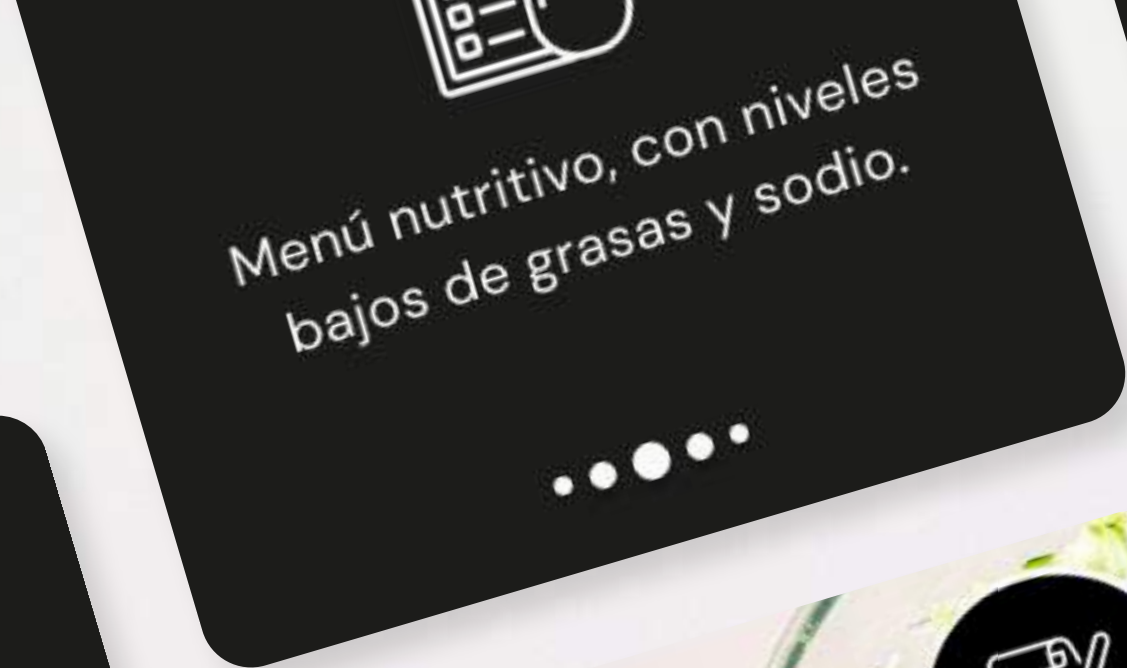 Menú nutritivo, con niveles
bajos de grasas y sodio.